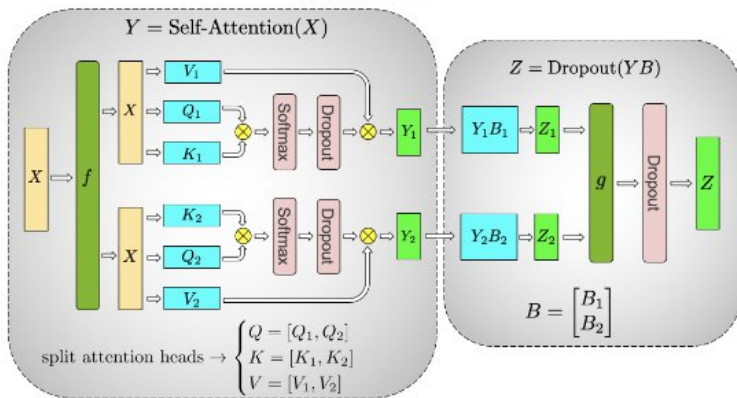 Y = Self-Attention(X)
Z = Dropout(YB)
X
f
X
V₁
Q₁
K₁
Softmax
Dropout
Y₁
Y₁B₁
Z₁
X
K₂
Q₂
V₂
Softmax
Dropout
Y₂
Y₂B₂
Z₂
g
Dropout
Z
split attention heads → { Q = [Q₁, Q₂]
K = [K₁, K₂]
V = [V₁, V₂]
B = [B₁
B₂]